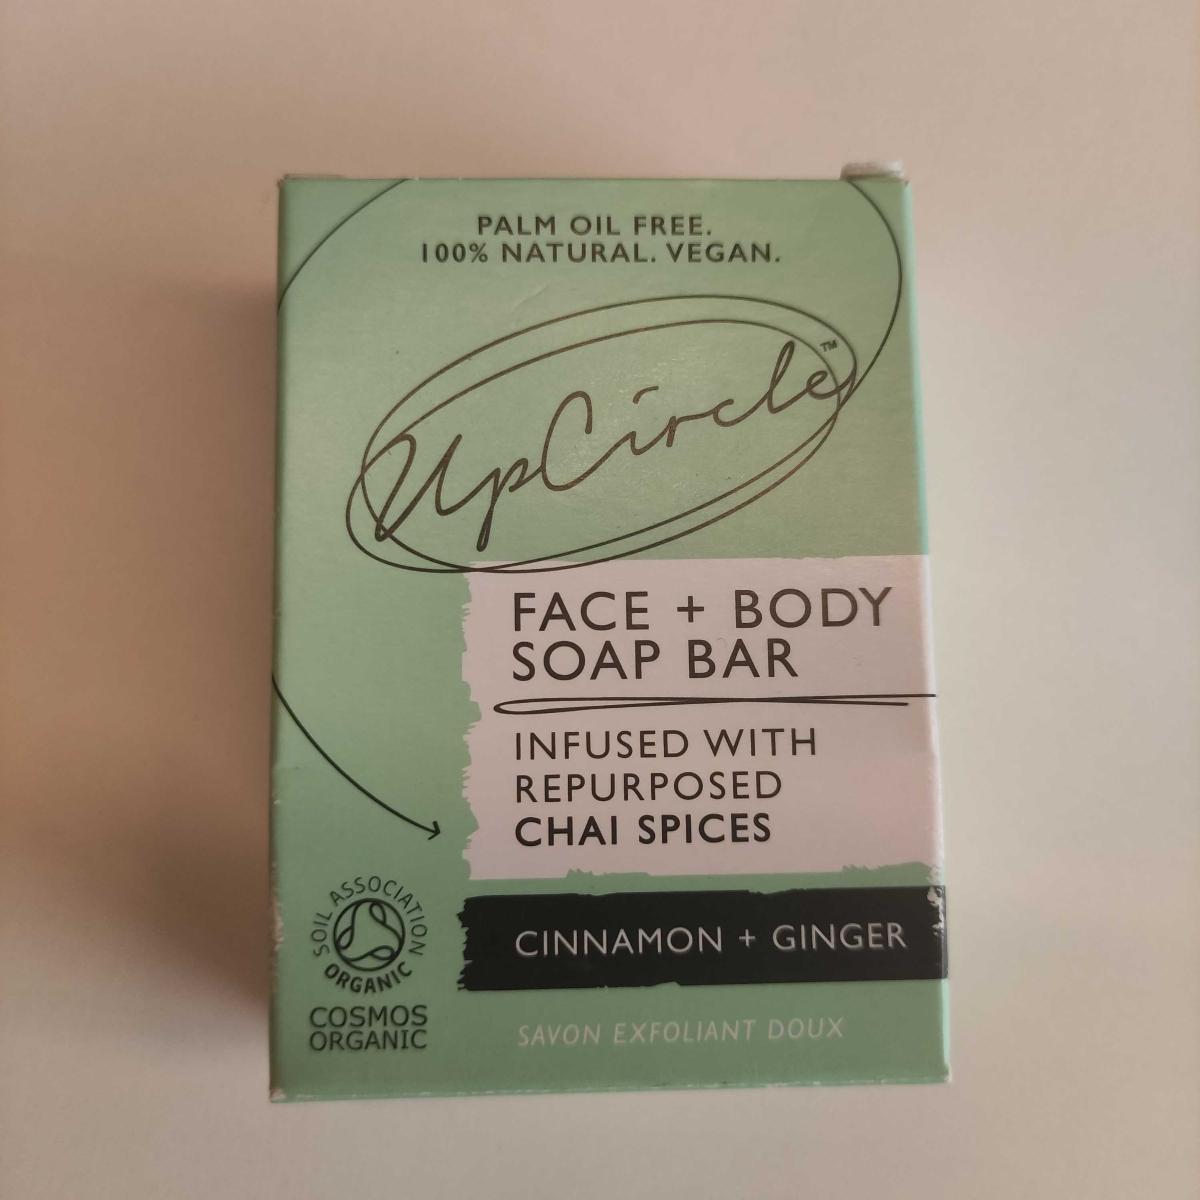 PALM OIL FREE.
100% NATURAL. VEGAN.
UpCircle™
FACE + BODY
SOAP BAR
INFUSED WITH
REPURPOSED
CHAI SPICES
CINNAMON + GINGER
SAVON EXFOLIANT DOUX
SOIL ASSOCIATION
ORGANIC
COSMOS
ORGANIC